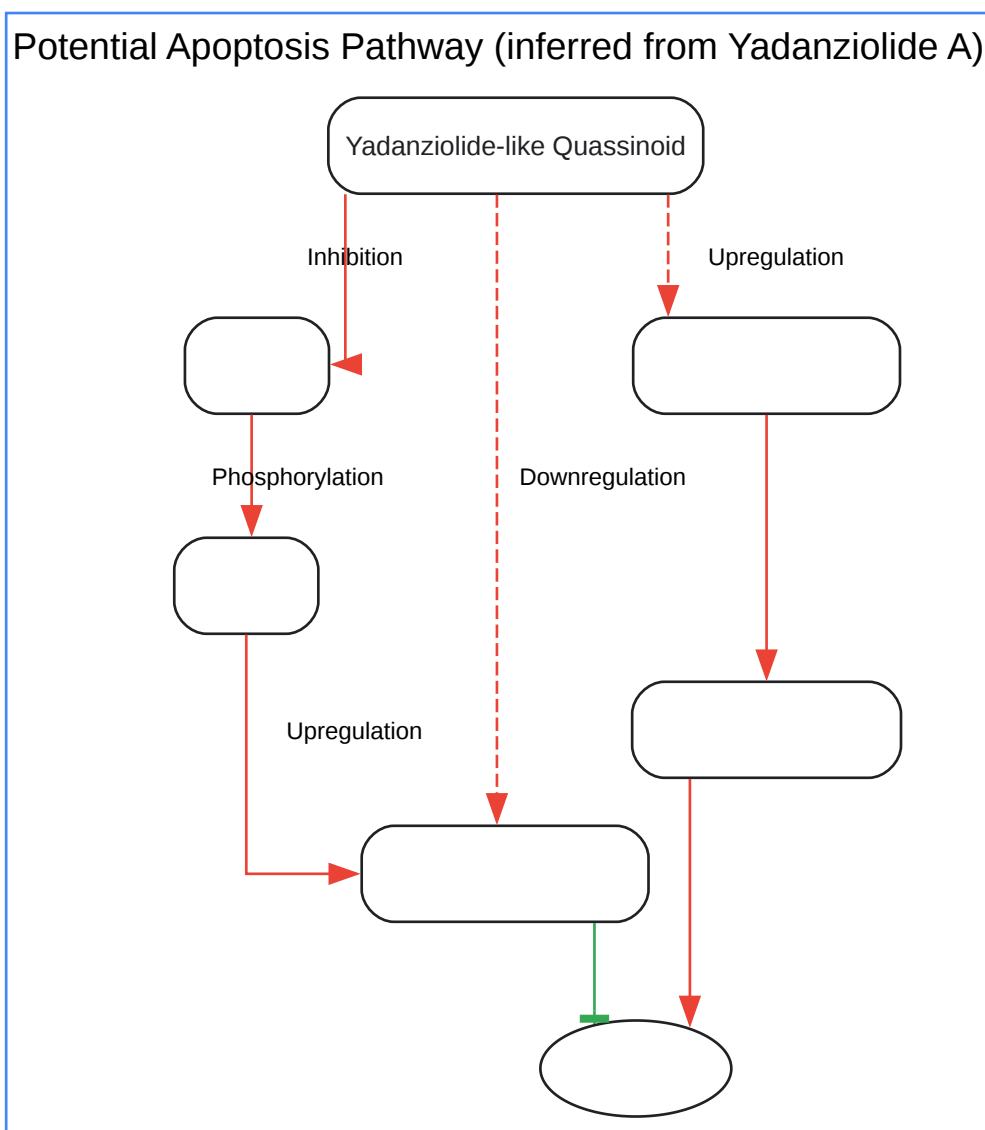 Potential Apoptosis Pathway (inferred from Yadanziolide A)
Yadanziolide-like Quassinoid
Inhibition
Upregulation
Phosphorylation
Downregulation
Upregulation